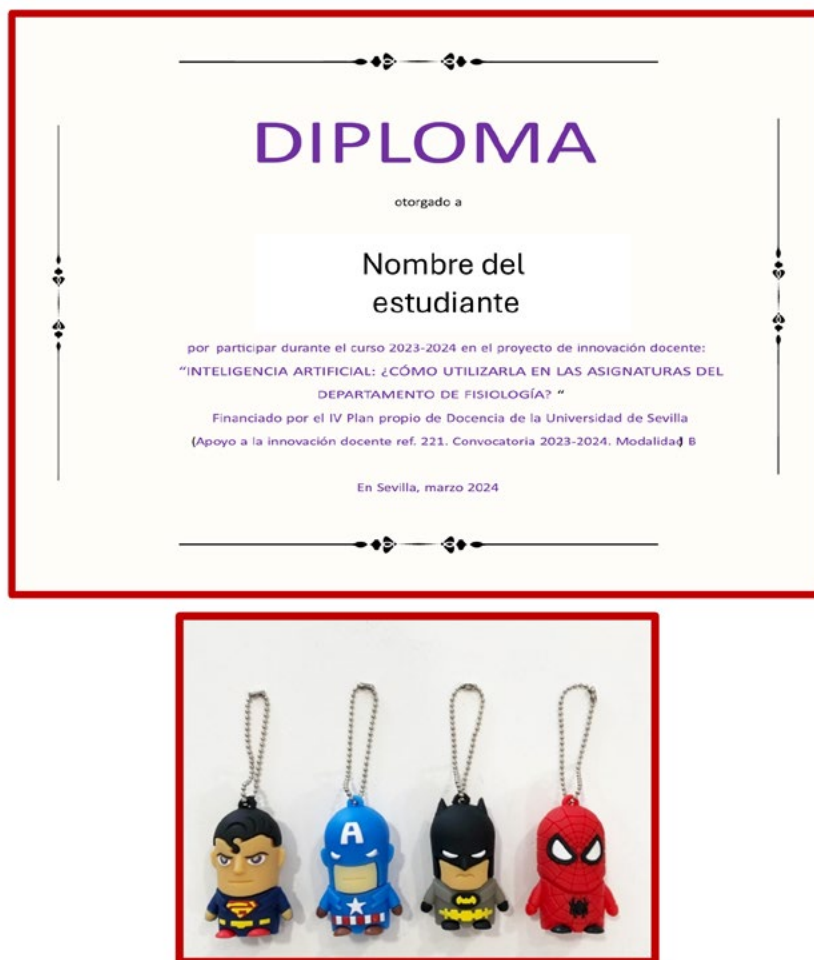 DIPLOMA
otorgado a
Nombre del
estudiante
por participar durante el curso 2023-2024 en el proyecto de innovación docente:
“INTELIGENCIA ARTIFICIAL: ¿CÓMO UTILIZARLA EN LAS ASIGNATURAS DEL
DEPARTAMENTO DE FISIOLOGÍA? “
Financiado por el IV Plan propio de Docencia de la Universidad de Sevilla
(Apoyo a la innovación docente ref. 221. Convocatoria 2023-2024. Modalidad B)
En Sevilla, marzo 2024
A